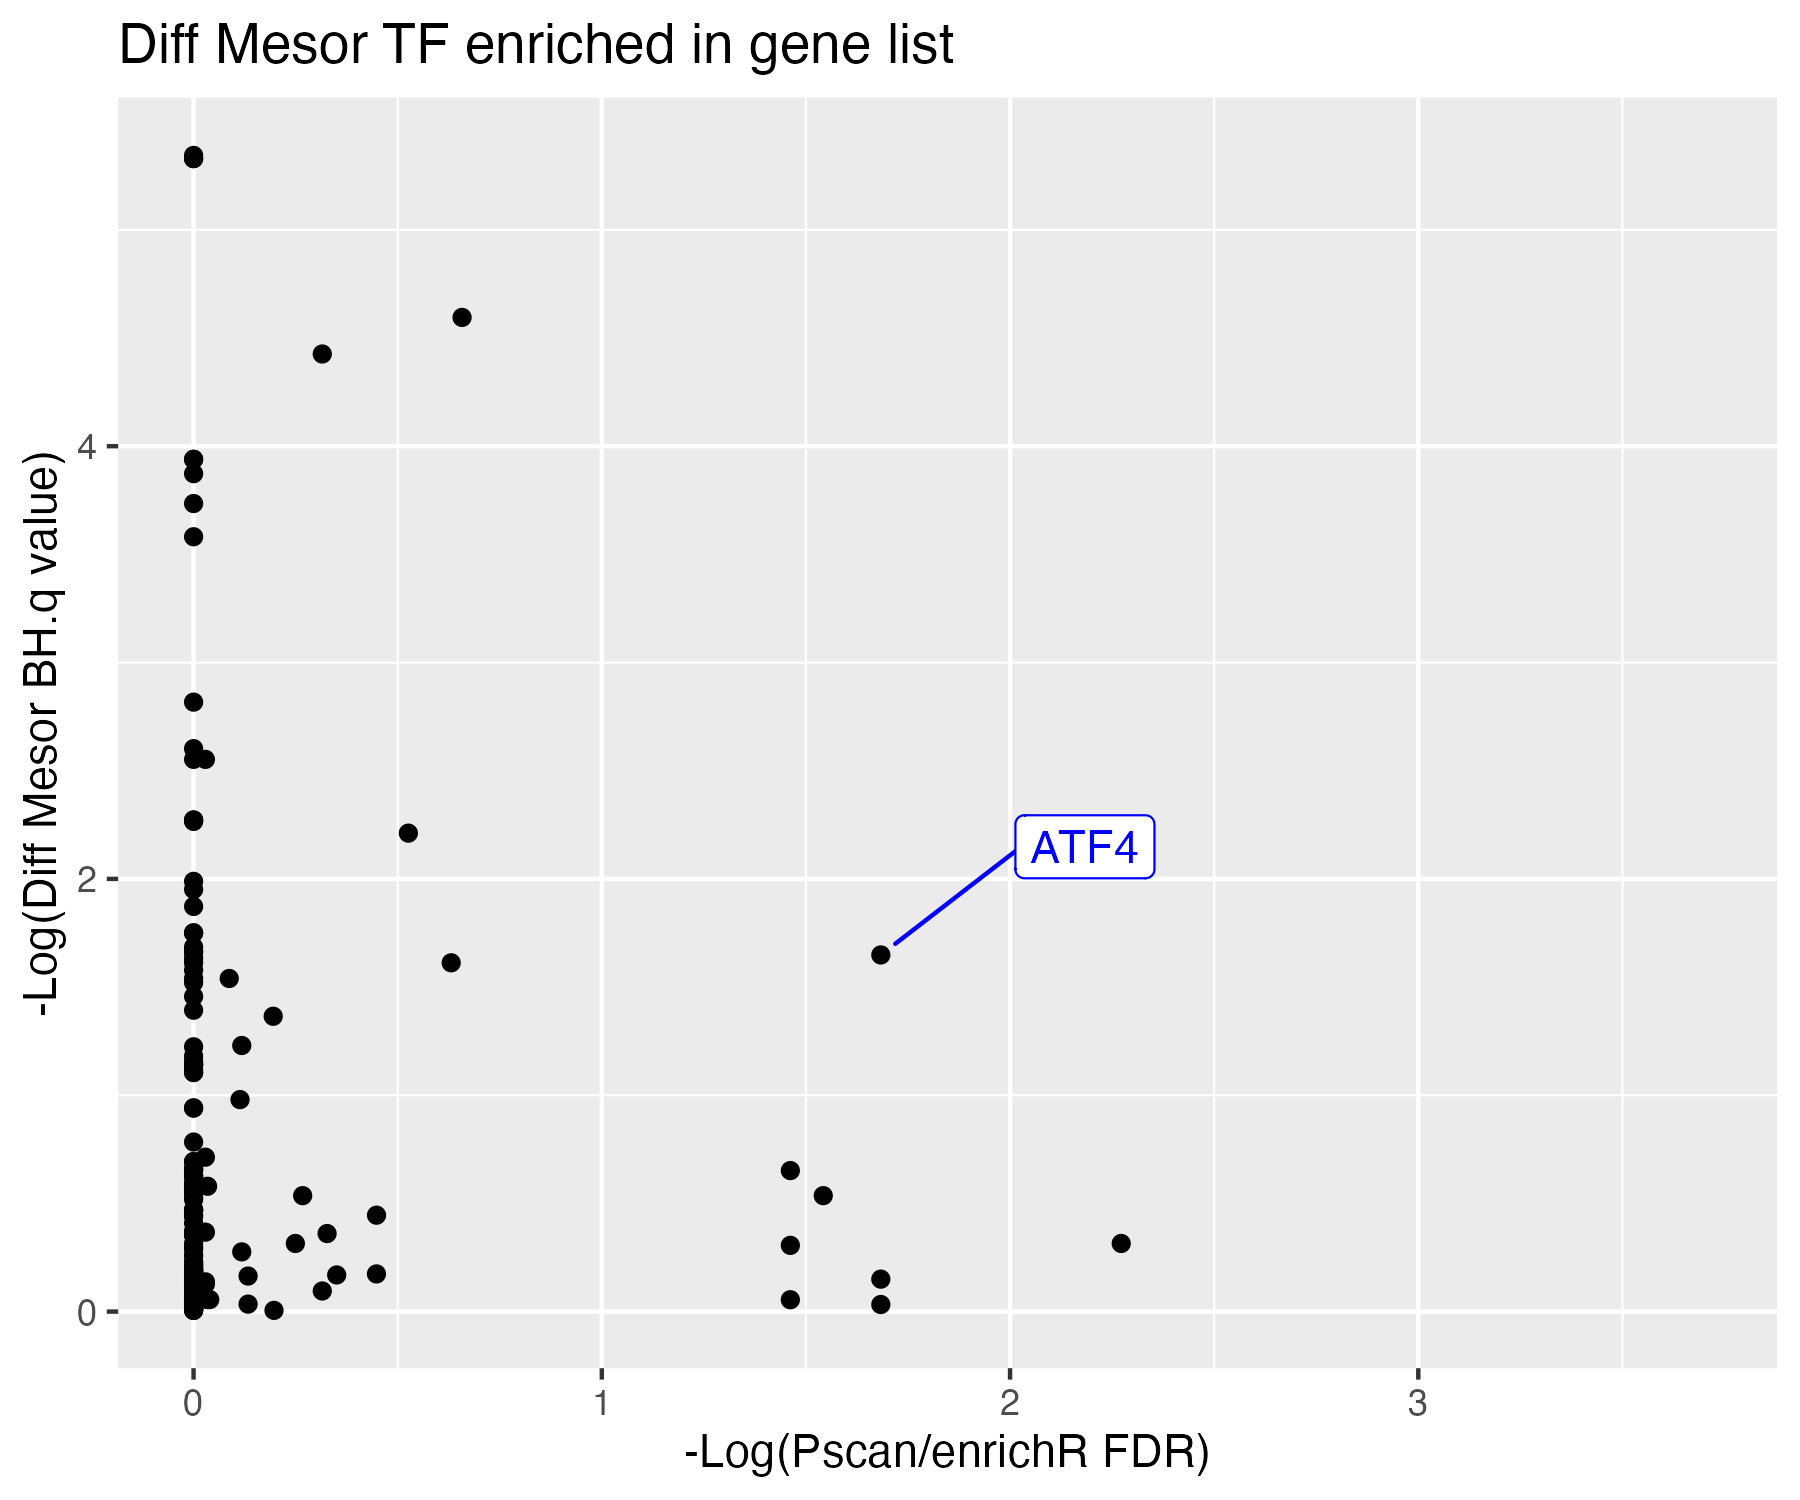 Diff Mesor TF enriched in gene list
-Log(Diff Mesor BH.q value)
4
2
0
ATF4
0 1 2 3
-Log(Pscan/enrichR FDR)